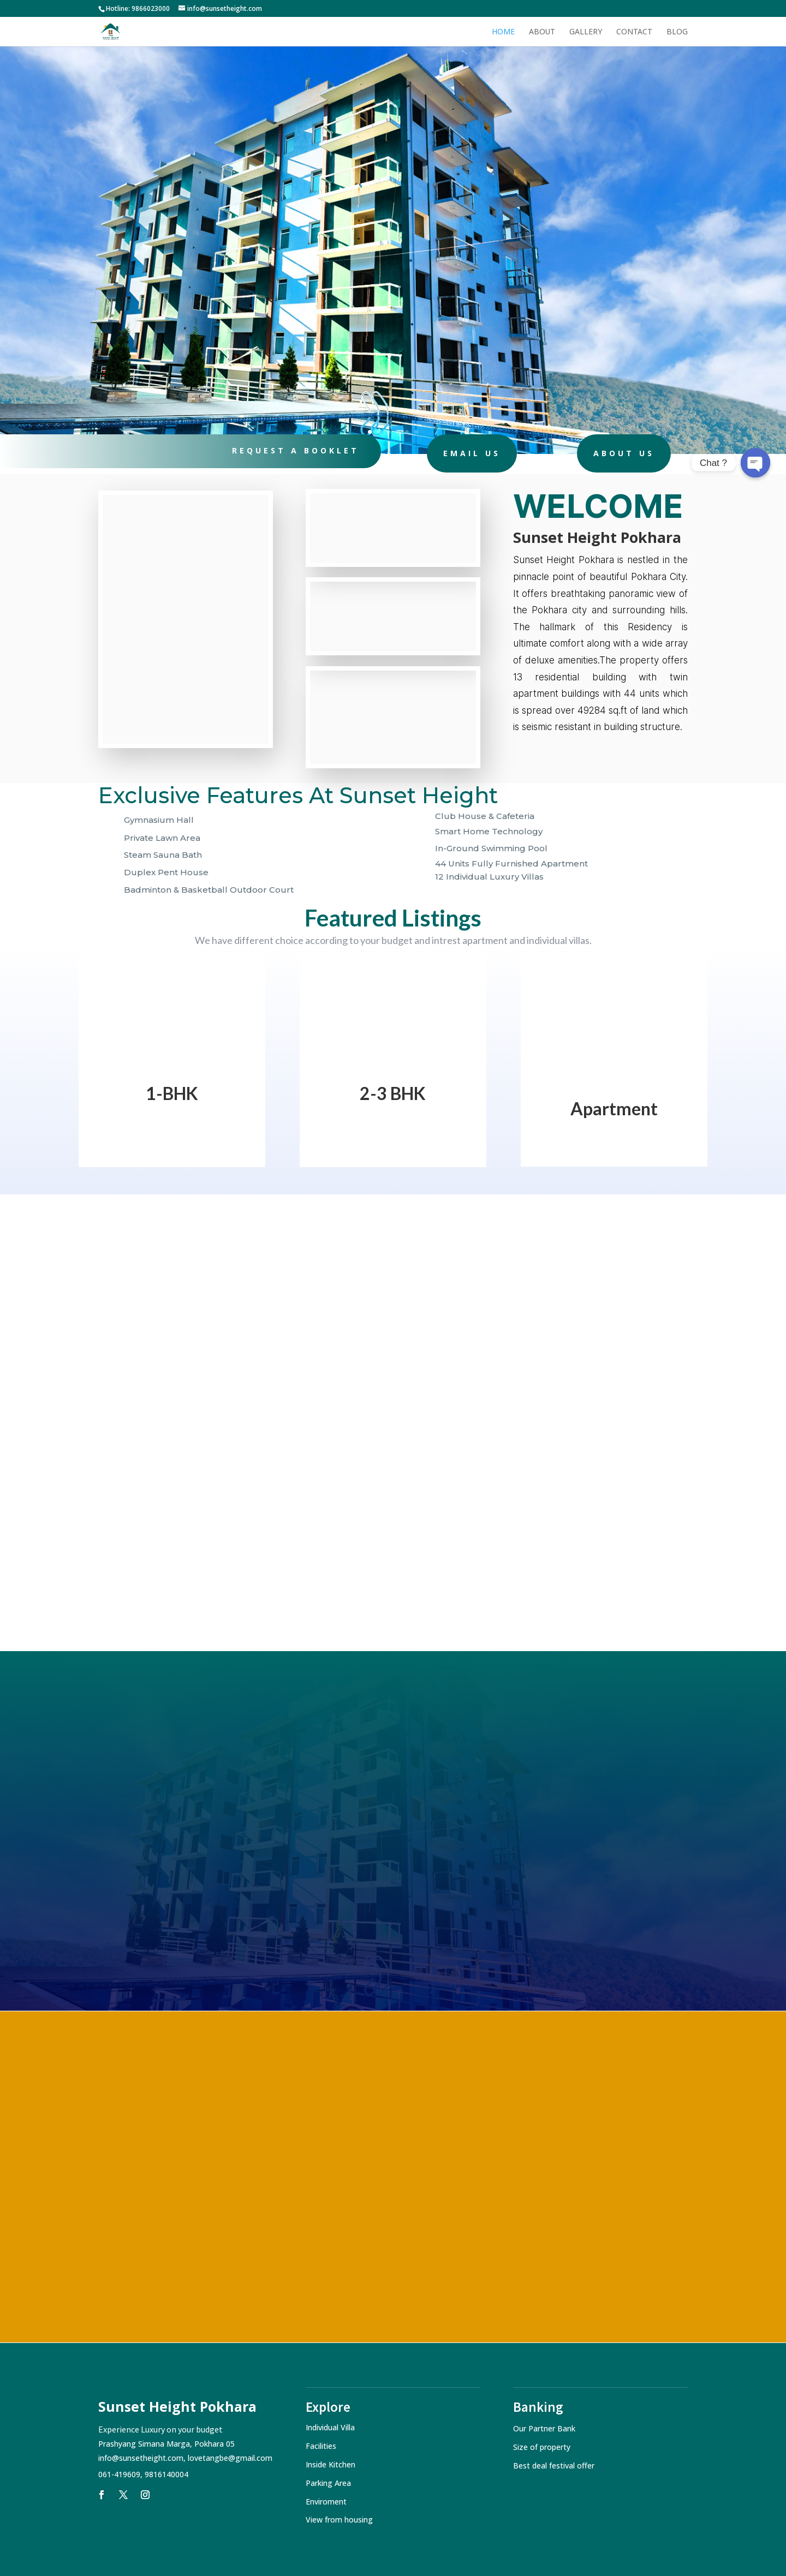 Hotline: 9866023000 info@sunsetheight.com
HOME ABOUT GALLERY CONTACT BLOG
REQUEST A BOOKLET
EMAIL US
ABOUT US
Chat ?
WELCOME
Sunset Height Pokhara
Sunset Height Pokhara is nestled in the
pinnacle point of beautiful Pokhara City.
It offers breathtaking panoramic view of
the Pokhara city and surrounding hills.
The hallmark of this Residency is
ultimate comfort along with a wide array
of deluxe amenities.The property offers
13 residential building with twin
apartment buildings with 44 units which
is spread over 49284 sq.ft of land which
is seismic resistant in building structure.
Exclusive Features At Sunset Height
Gymnasium Hall
Private Lawn Area
Steam Sauna Bath
Duplex Pent House
Badminton & Basketball Outdoor Court
Club House & Cafeteria
Smart Home Technology
In-Ground Swimming Pool
44 Units Fully Furnished Apartment
12 Individual Luxury Villas
Featured Listings
We have different choice according to your budget and intrest apartment and individual villas.
1-BHK
2-3 BHK
Apartment
Sunset Height Pokhara
Experience Luxury on your budget
Prashyang Simana Marga, Pokhara 05
info@sunsetheight.com, lovetangbe@gmail.com
061-419609, 9816140004
Explore
Individual Villa
Facilities
Inside Kitchen
Parking Area
Enviroment
View from housing
Banking
Our Partner Bank
Size of property
Best deal festival offer